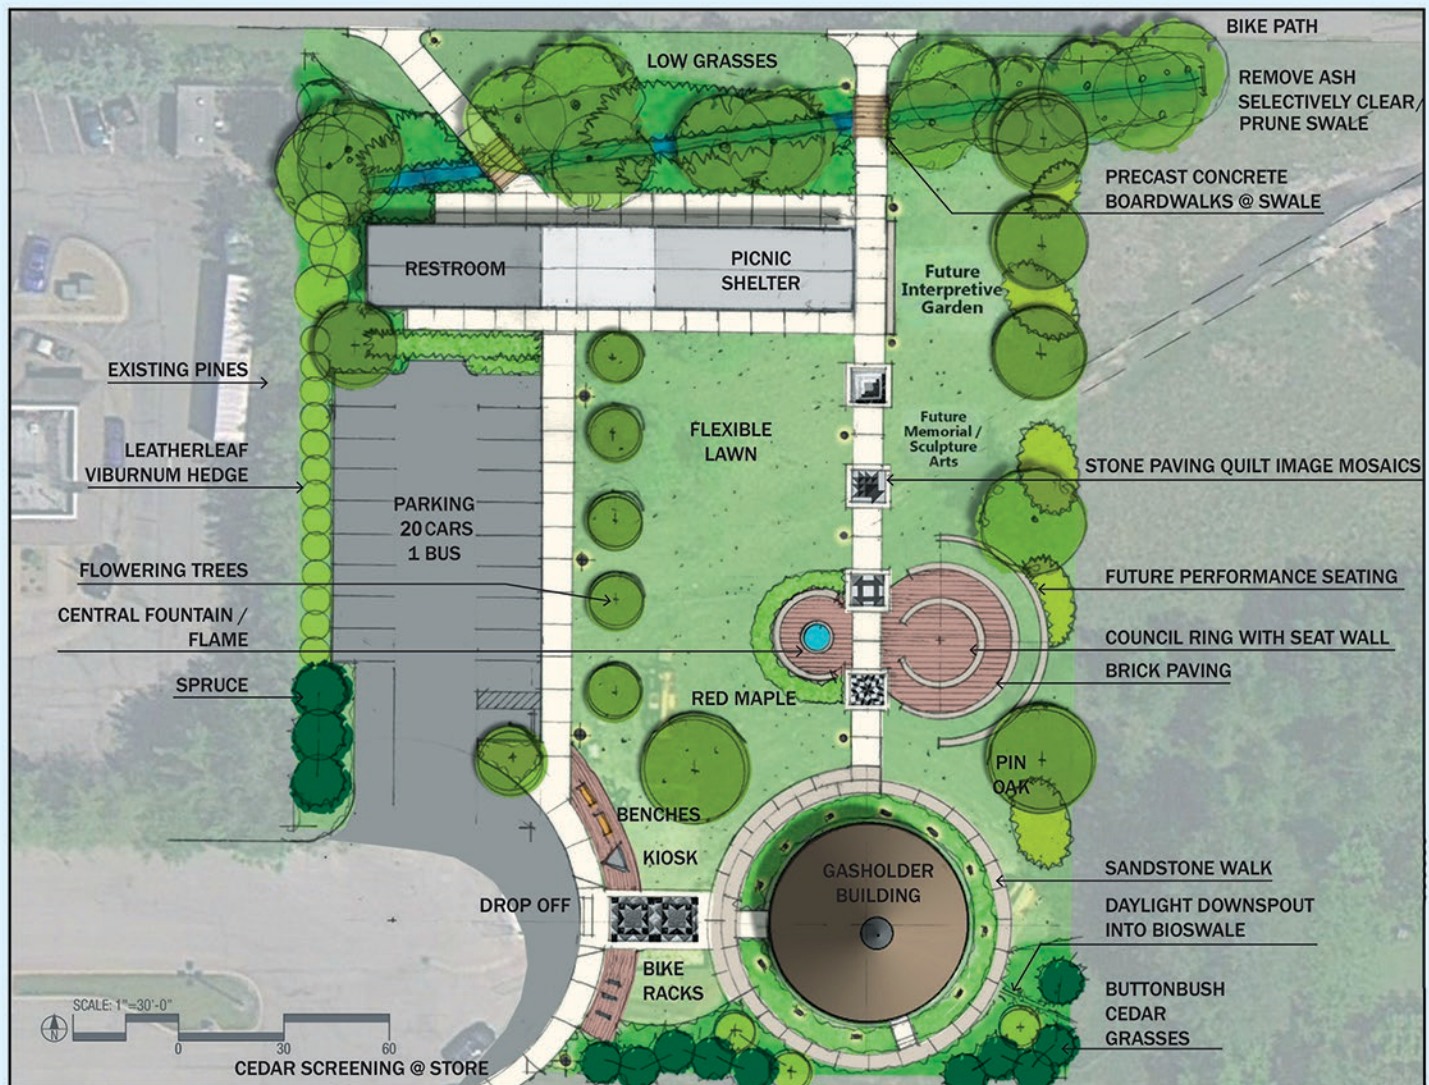 BIKE PATH
LOW GRASSES
REMOVE ASH
SELECTIVELY CLEAR/
PRUNE SWALE
PRECAST CONCRETE
BOARDWALKS @ SWALE
RESTROOM
PICNIC
SHELTER
Future
Interpretive
Garden
EXISTING PINES
LEATHERLEAF
VIBURNUM HEDGE
FLEXIBLE
LAWN
Future
Memorial /
Sculpture
Arts
STONE PAVING QUILT IMAGE MOSAICS
PARKING
20 CARS
1 BUS
FLOWERING TREES
CENTRAL FOUNTAIN /
FLAME
FUTURE PERFORMANCE SEATING
COUNCIL RING WITH SEAT WALL
BRICK PAVING
SPRUCE
RED MAPLE
PIN
OAK
BENCHES
KIOSK
GASHOLDER
BUILDING
SANDSTONE WALK
DROP OFF
DAYLIGHT DOWNSPOUT
INTO BIOSWALE
BIKE
RACKS
BUTTONBUSH
CEDAR
GRASSES
SCALE: 1"=30'-0"
N
0 30 60
CEDAR SCREENING @ STORE